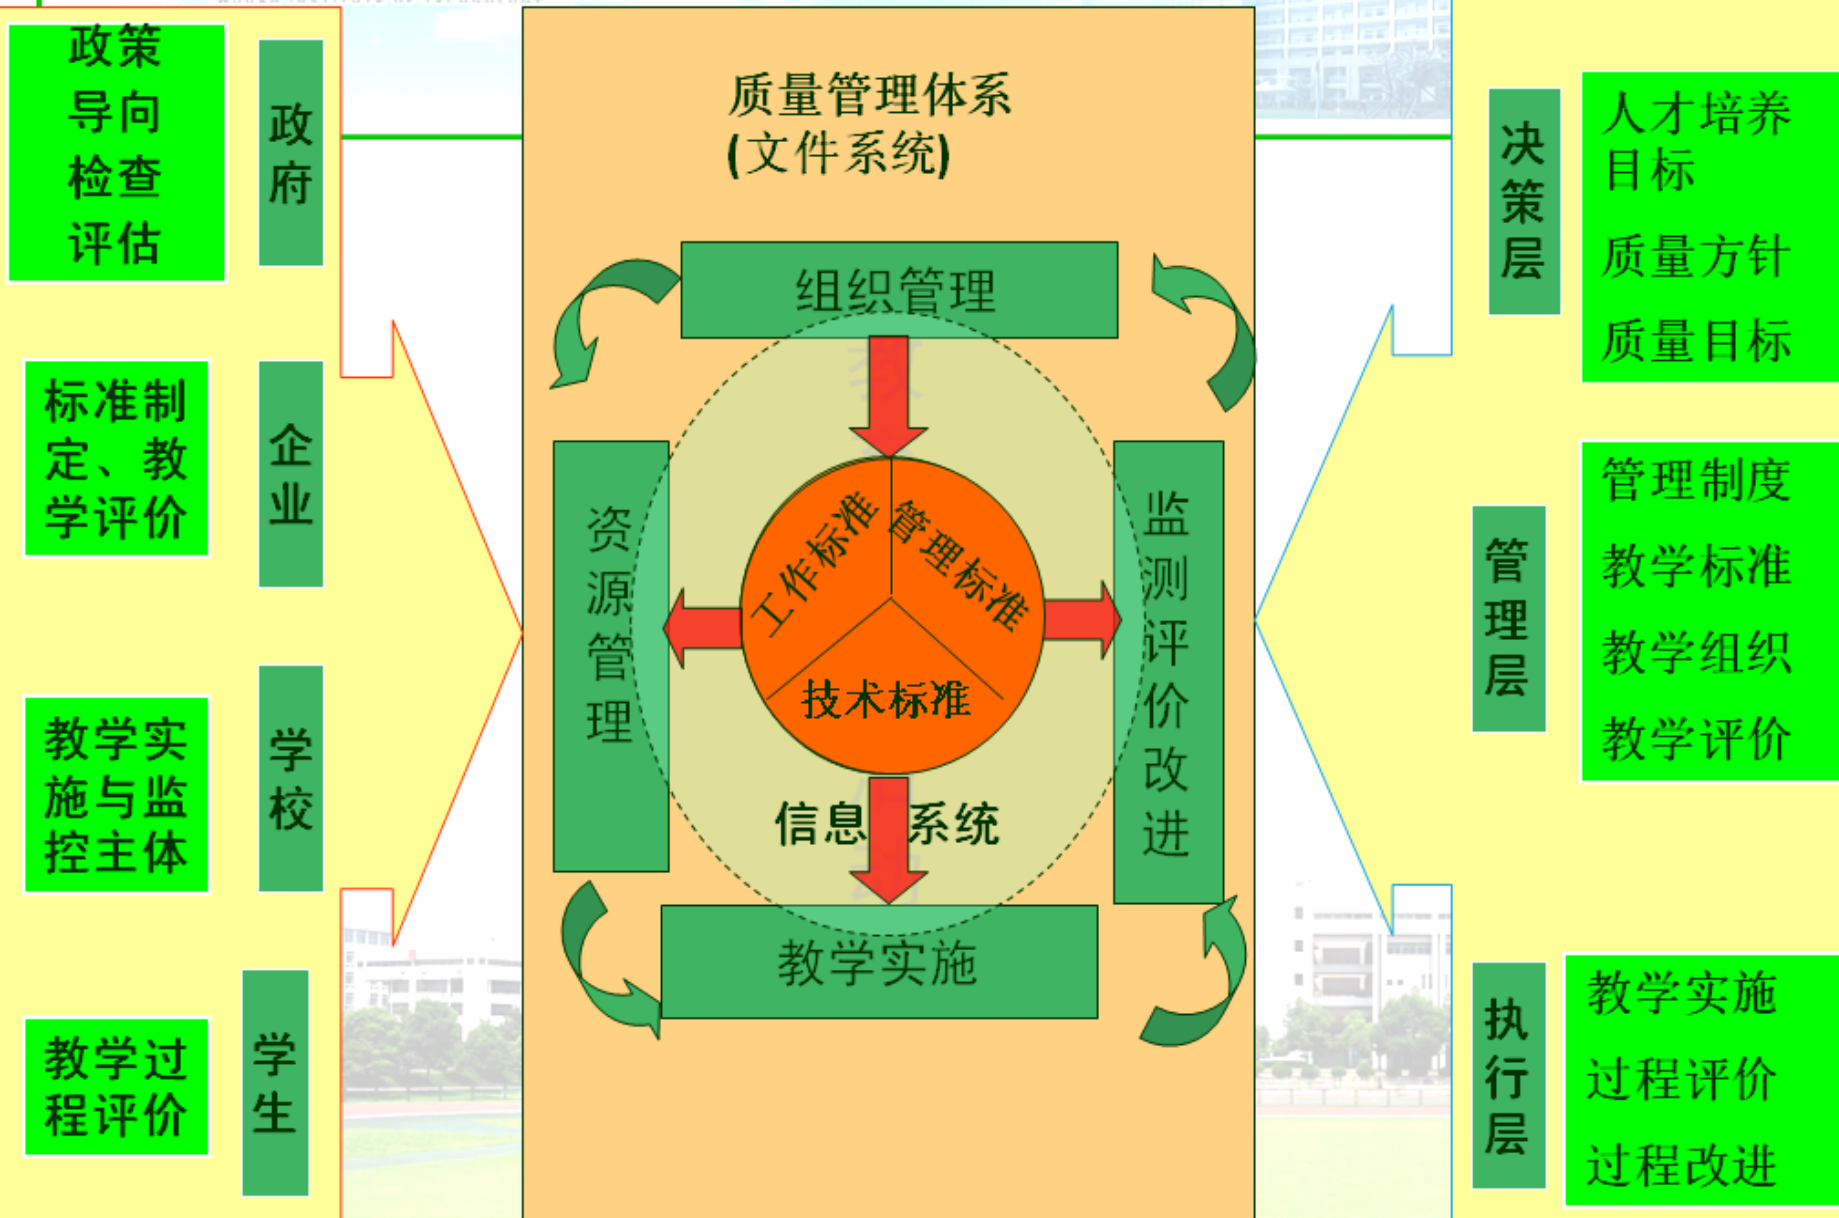 政策
导向
检查
评估
政府
标准制
定、教
学评价
企业
教学实
施与监
控主体
学校
教学过
程评价
学生
质量管理体系
(文件系统)
组织管理
资源管理
工作标准
管理标准
技术标准
监测评价改进
信息 系统
教学实施
决策层
人才培养
目标
质量方针
质量目标
管理层
管理制度
教学标准
教学组织
教学评价
执行层
教学实施
过程评价
过程改进